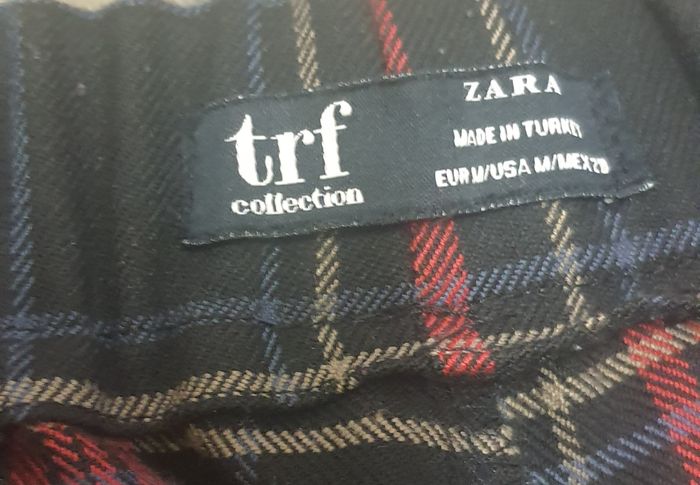 trf
collection
ZARA
MADE IN TURKEY
EUR M/USA M/MEX 28